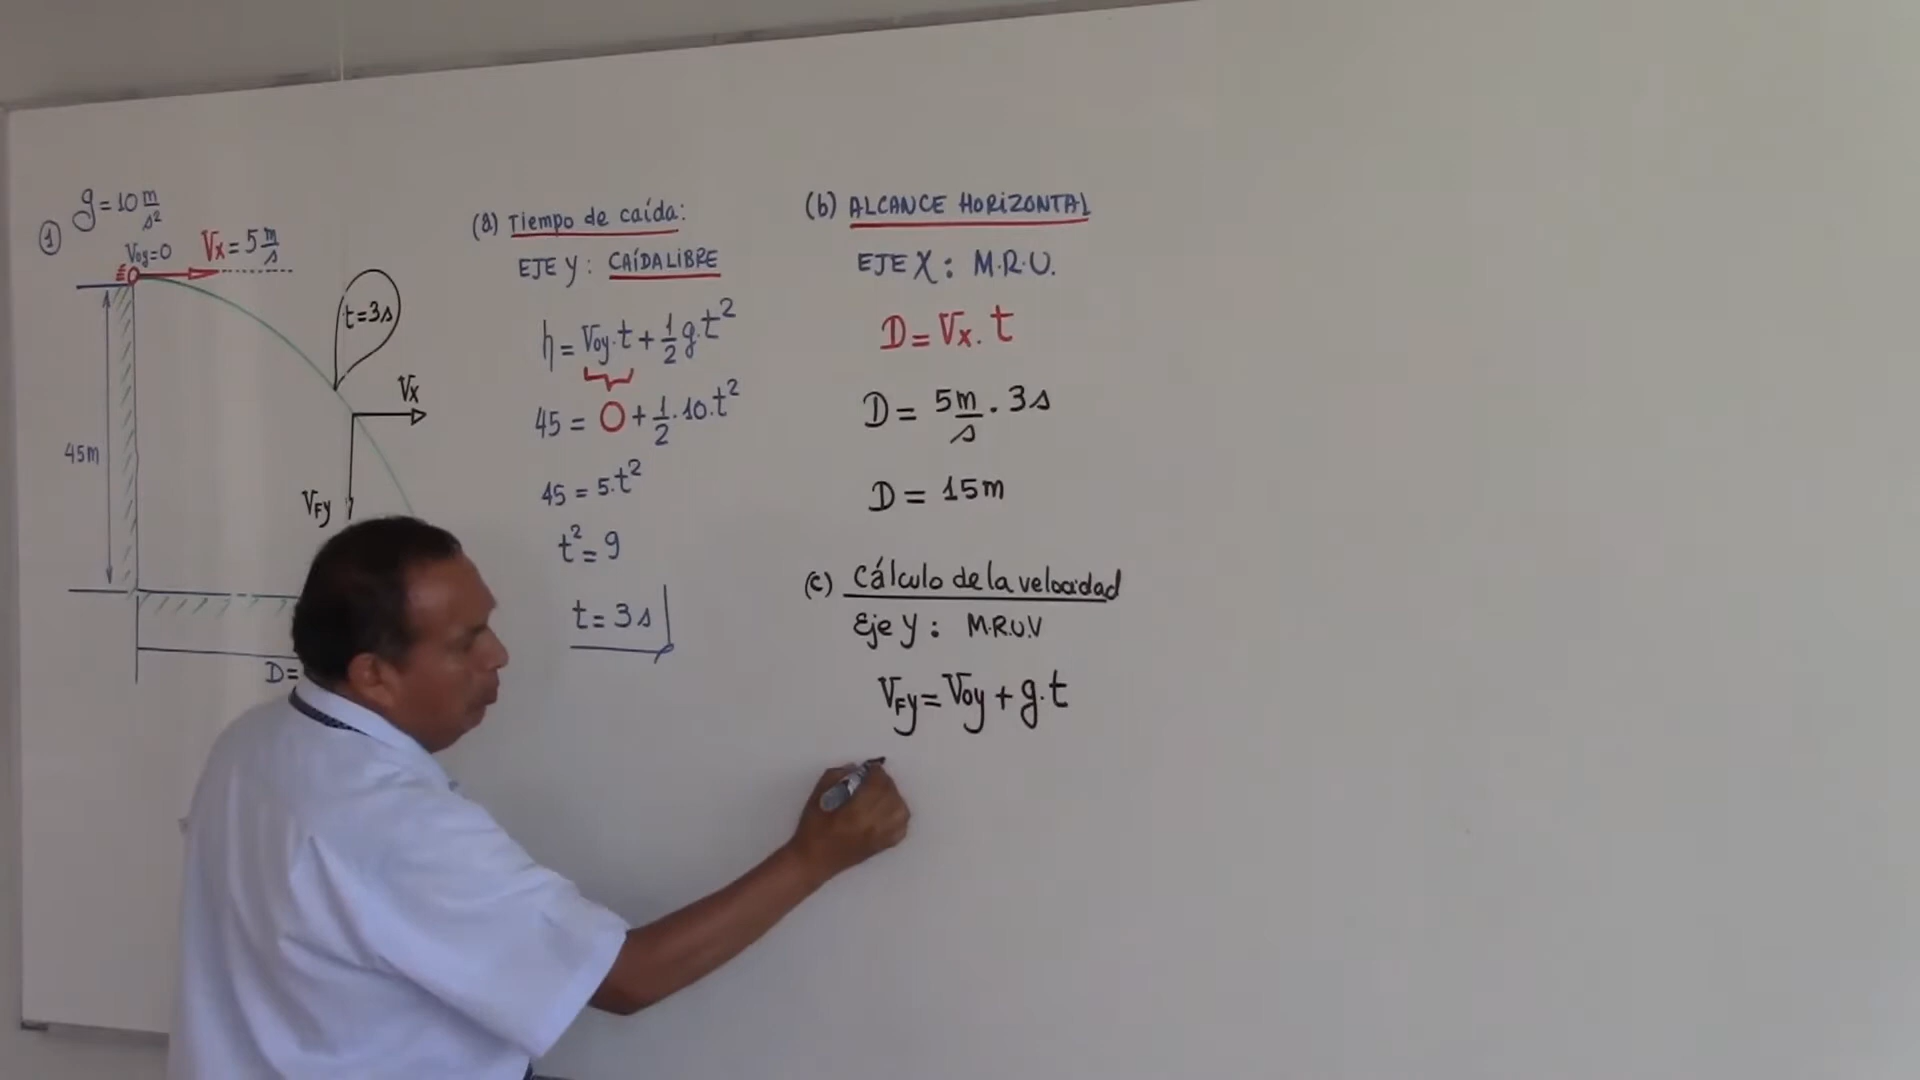 ① g=10 m/s²
Voy=0 Vx=5 m/s
t=3s
Vx
45m
VFy
D=
(a) Tiempo de caída:
EJE Y: CAÍDA LIBRE
h=Voy.t+1/2 g.t²
45=0+1/2.10.t²
45=5.t²
t²=9
t=3s
(b) ALCANCE HORIZONTAL
EJE X: M.R.U.
D=Vx.t
D=5m/s.3s
D=15m
(c) Cálculo de la velocidad
Eje Y: M.R.U.V
VFy=Voy+g.t